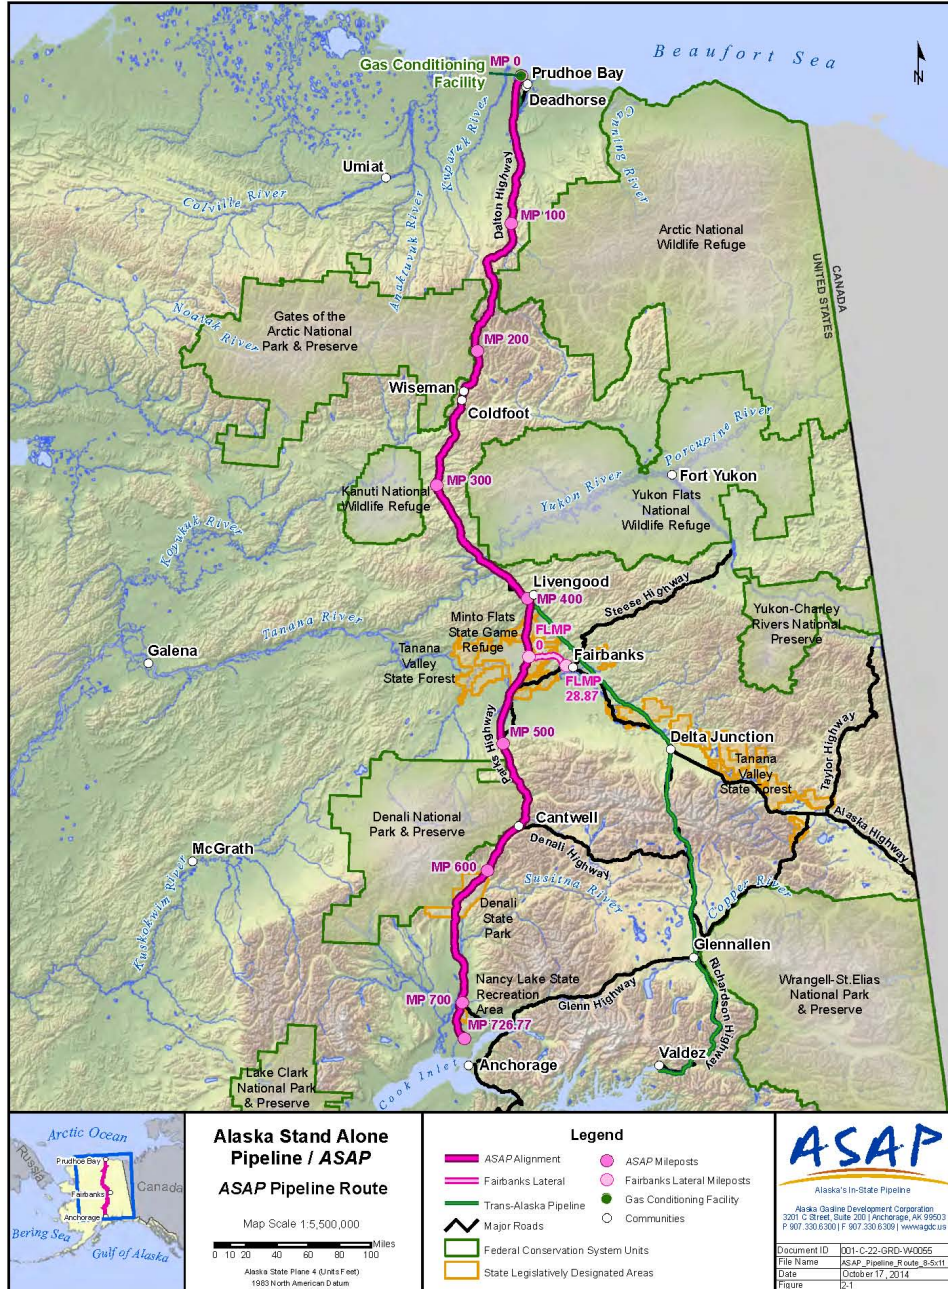 Beaufort Sea
N
Gas Conditioning
Facility
MP 0
Prudhoe Bay
Deadhorse
Canning River
Kuparuk River
Umiat
Colville River
Anaktuvuk River
Dalton Highway
MP 100
Arctic National
Wildlife Refuge
CANADA
UNITED STATES
Noatak River
Gates of the
Arctic National
Park & Preserve
MP 200
Wiseman
Coldfoot
Porcupine River
Yukon River
Fort Yukon
Yukon Flats
National
Wildlife Refuge
MP 300
Kanuti National
Wildlife Refuge
Koyukuk River
Livengood
MP 400
Steese Highway
Yukon-Charley
Rivers National
Preserve
Minto Flats
State Game
Refuge
FLMP
0
Tanana River
Galena
Tanana
Valley
State Forest
Fairbanks
FLMP
28.87
Parks Highway
MP 500
Delta Junction
Tanana
Valley
State Forest
Taylor Highway
Alaska Highway
Denali National
Park & Preserve
Cantwell
Denali Highway
McGrath
MP 600
Susitna River
Copper River
Kuskokwim River
Denali
State
Park
Glennallen
Richardson Highway
Wrangell-St.Elias
National Park
& Preserve
MP 700
Nancy Lake State
Recreation
Area
Glenn Highway
MP 726.77
Anchorage
Valdez
Cook Inlet
Lake Clark
National Park
& Preserve
Arctic Ocean
Russia
Prudhoe Bay
Fairbanks
Canada
Anchorage
Bering Sea
Gulf of Alaska
Alaska Stand Alone
Pipeline / ASAP
ASAP Pipeline Route
Map Scale 1:5,500,000
Miles
0 10 20 40 60 80 100
Alaska State Plane 4 (Units Feet)
1983 North American Datum
Legend
ASAP Alignment
Fairbanks Lateral
Trans-Alaska Pipeline
Major Roads
Federal Conservation System Units
State Legislatively Designated Areas
ASAP Mileposts
Fairbanks Lateral Mileposts
Gas Conditioning Facility
Communities
ASAP
Alaska's In-State Pipeline
Alaska Gasline Development Corporation
3201 C Street, Suite 200 | Anchorage, AK 99503
P 907.330.6300 | F 907.330.6309 | www.agdc.us
Document ID 001-C-22-GRD-W-0055
File Name ASAP_Pipeline_Route_8-5x11
Date October 17, 2014
Figure 2-1